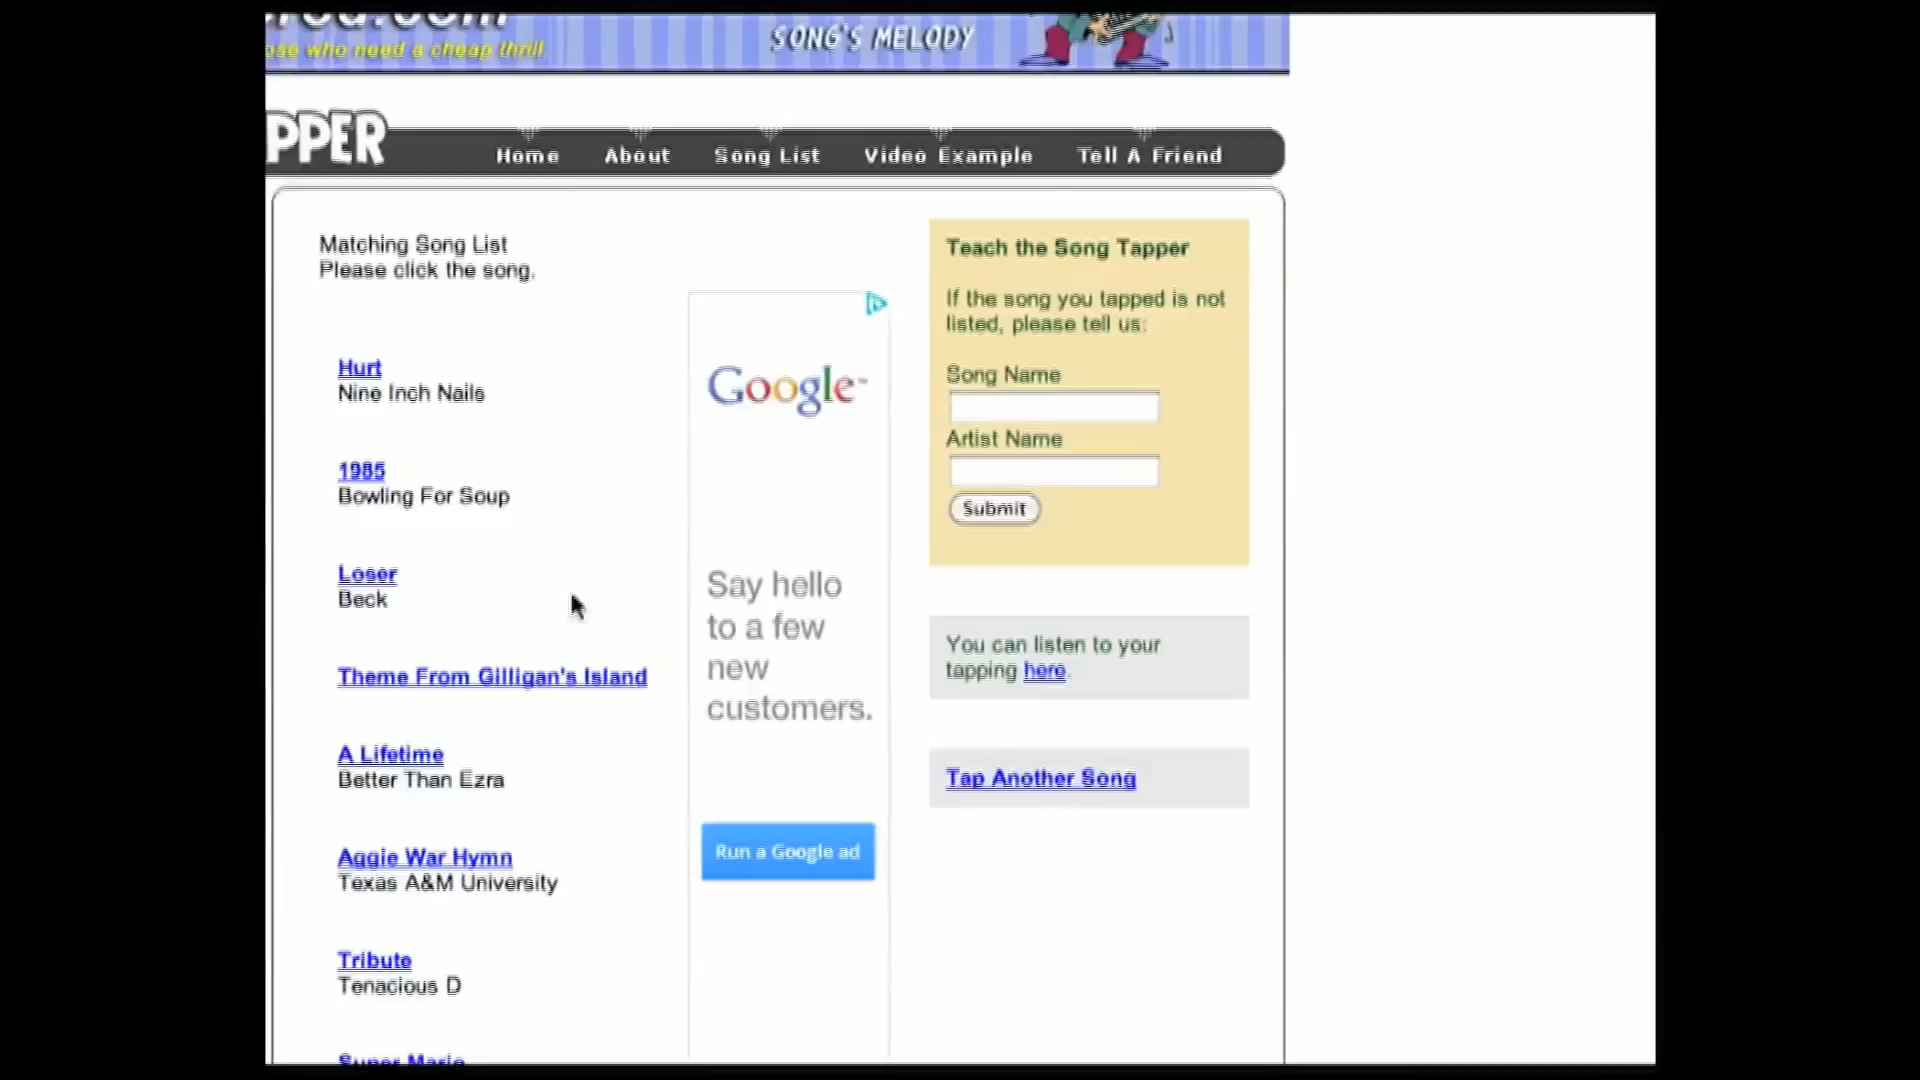 ose who need a cheap thrill.
SONG'S MELODY
PPER
Home About Song List Video Example Tell A Friend
Matching Song List
Please click the song.
Hurt
Nine Inch Nails
1985
Bowling For Soup
Loser
Beck
Theme From Gilligan's Island
A Lifetime
Better Than Ezra
Aggie War Hymn
Texas A&M University
Tribute
Tenacious D
Super Mario
Google™
Say hello
to a few
new
customers.
Run a Google ad
Teach the Song Tapper
If the song you tapped is not
listed, please tell us:
Song Name
Artist Name
Submit
You can listen to your
tapping here.
Tap Another Song